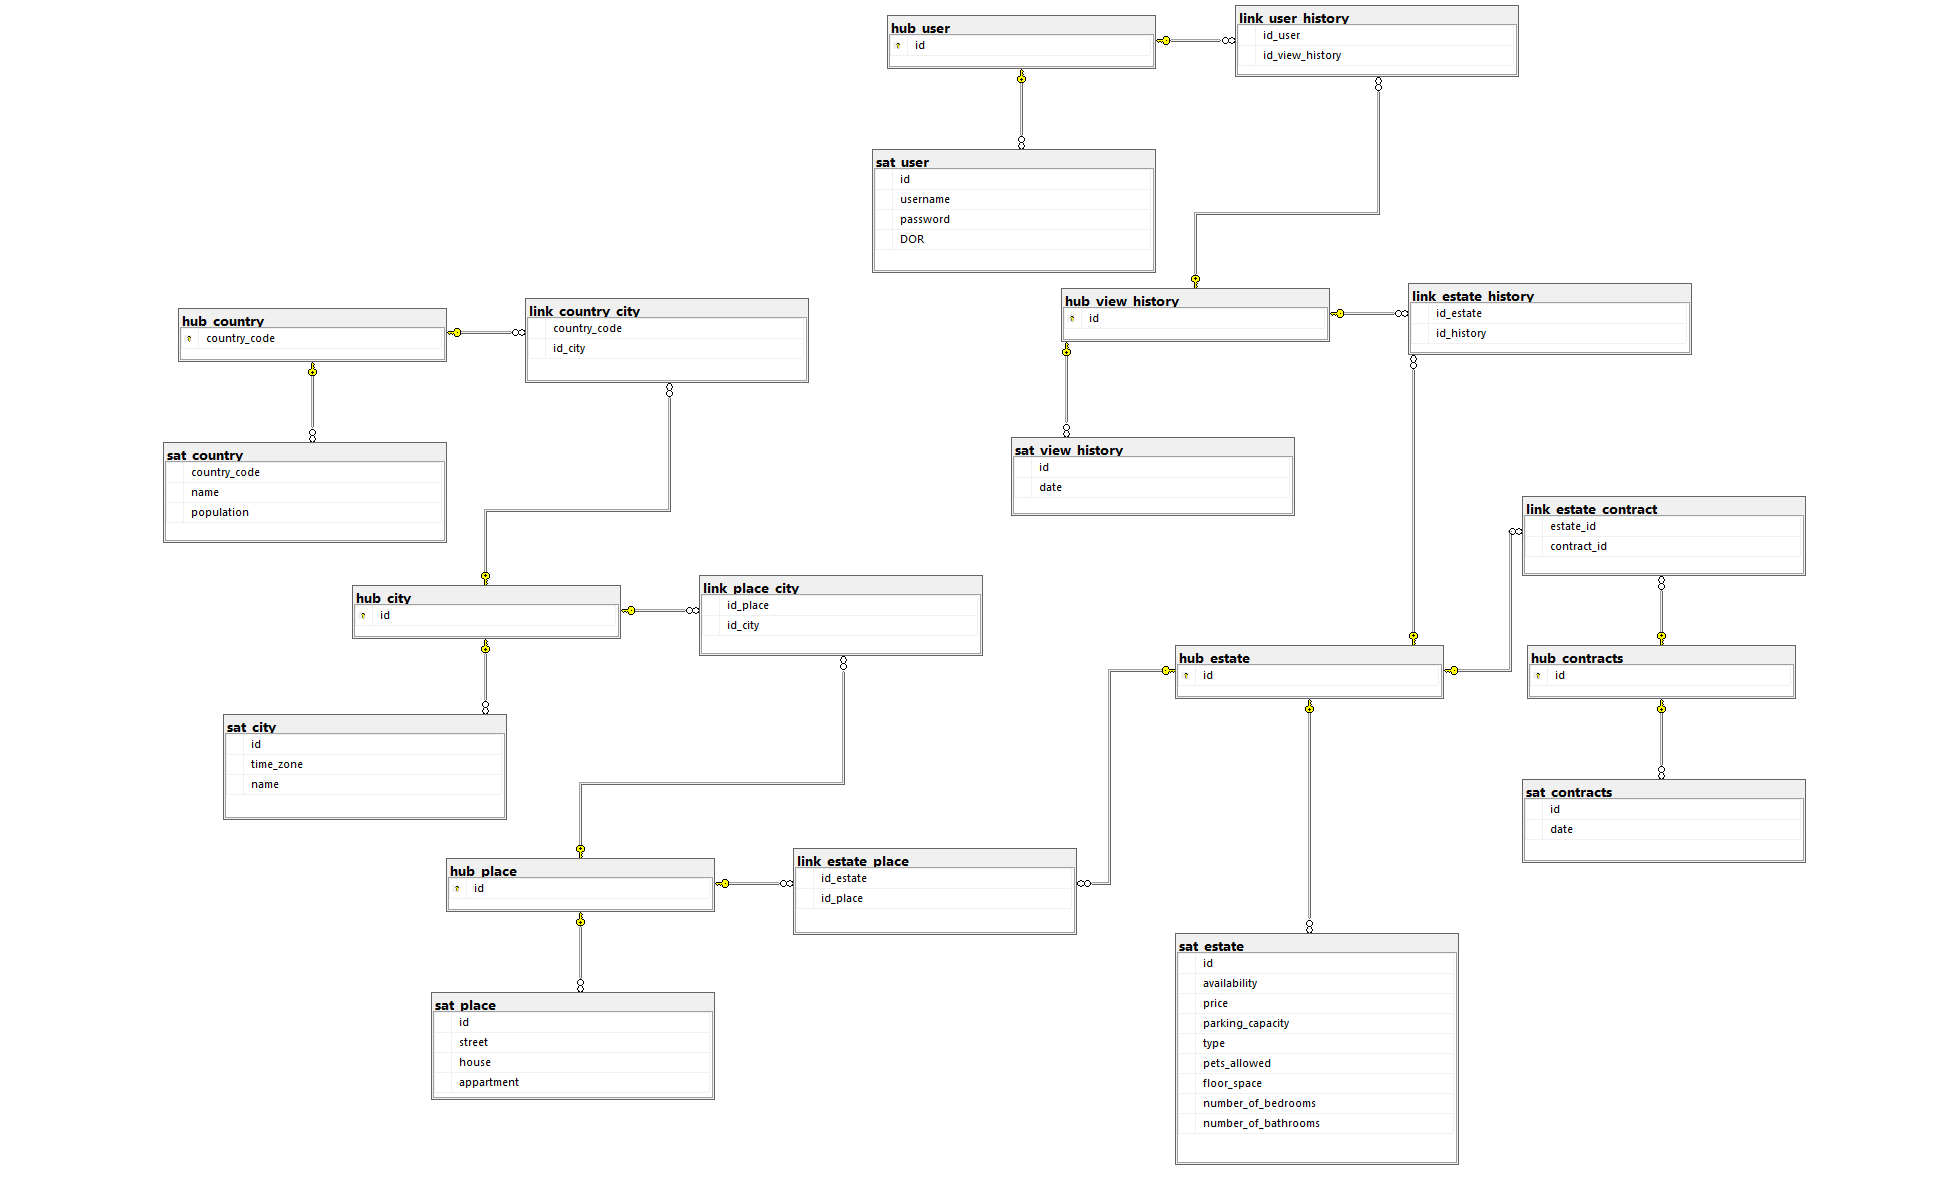 hub_user
id
link_user_history
id_user
id_view_history
sat_user
id
username
password
DOR
hub_view_history
id
link_estate_history
id_estate
id_history
hub_country
country_code
link_country_city
country_code
id_city
sat_country
country_code
name
population
sat_view_history
id
date
link_estate_contract
estate_id
contract_id
hub_city
id
link_place_city
id_place
id_city
hub_estate
id
hub_contracts
id
sat_city
id
time_zone
name
sat_contracts
id
date
hub_place
id
link_estate_place
id_estate
id_place
sat_estate
id
availability
price
parking_capacity
type
pets_allowed
floor_space
number_of_bedrooms
number_of_bathrooms
sat_place
id
street
house
appartment